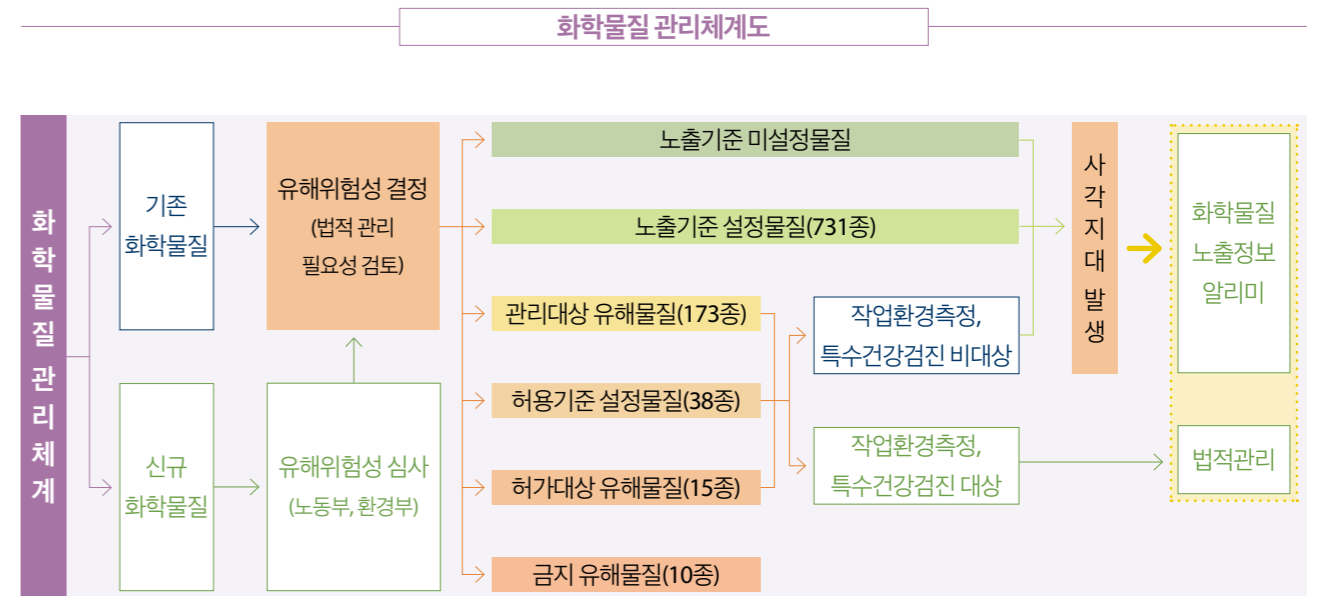 화학물질 관리체계도
화학물질 관리체계
기존
화학물질
신규
화학물질
유해위험성 결정
(법적 관리
필요성 검토)
유해위험성 심사
(노동부, 환경부)
노출기준 미설정물질
노출기준 설정물질(731종)
관리대상 유해물질(173종)
허용기준 설정물질(38종)
허가대상 유해물질(15종)
금지 유해물질(10종)
작업환경측정,
특수건강검진 비대상
작업환경측정,
특수건강검진 대상
사각지대 발생
화학물질
노출정보
알리미
법적관리